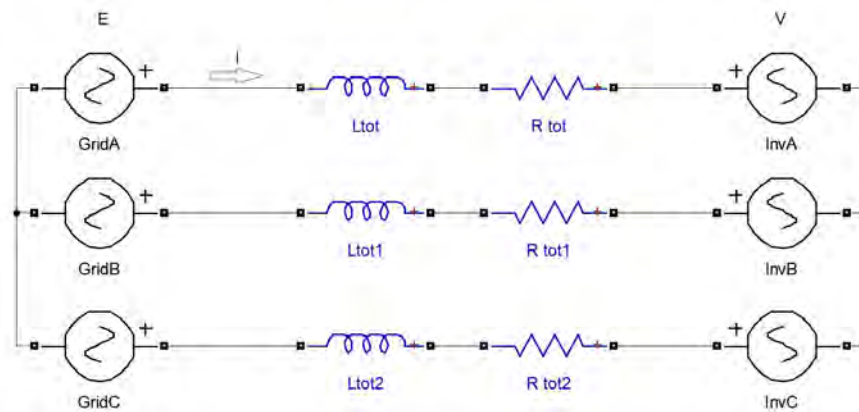 E V
i
GridA Ltot R tot InvA
GridB Ltot1 R tot1 InvB
GridC Ltot2 R tot2 InvC